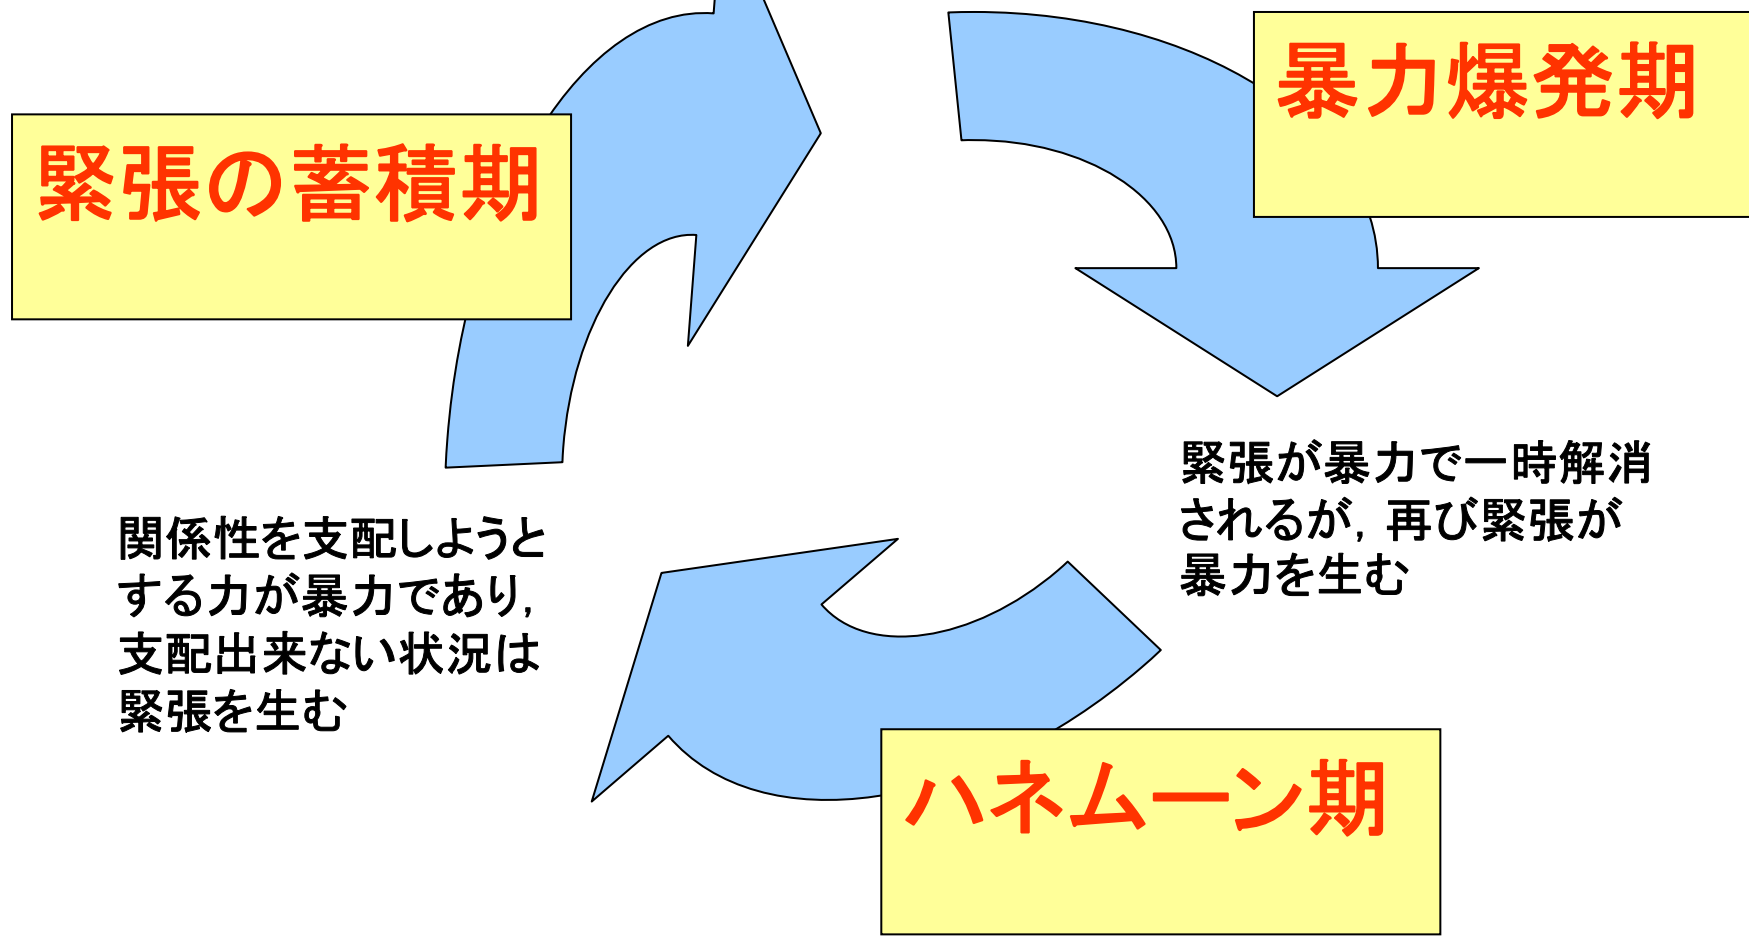 暴力爆発期
緊張の蓄積期
緊張が暴力で一時解消
されるが，再び緊張が
暴力を生む
関係性を支配しようと
する力が暴力であり，
支配出来ない状況は
緊張を生む
ハネムーン期